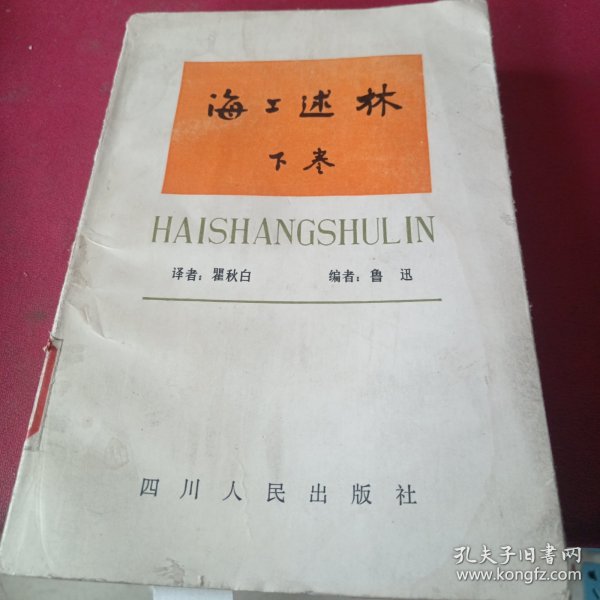 海上述林
下卷
HAISHANGSHULIN
译者：瞿秋白 编者：鲁 迅
四川人民出版社
孔夫子旧书网
www.kongfz.com